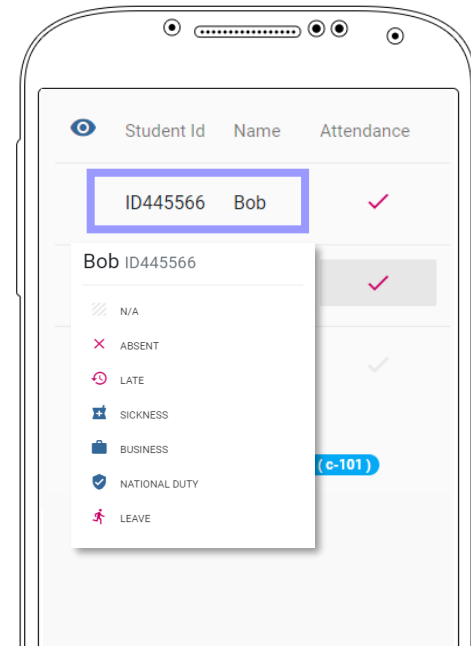 Student Id Name Attendance
ID445566 Bob
Bob ID445566
N/A
ABSENT
LATE
SICKNESS
( c-101 )
BUSINESS
NATIONAL DUTY
LEAVE